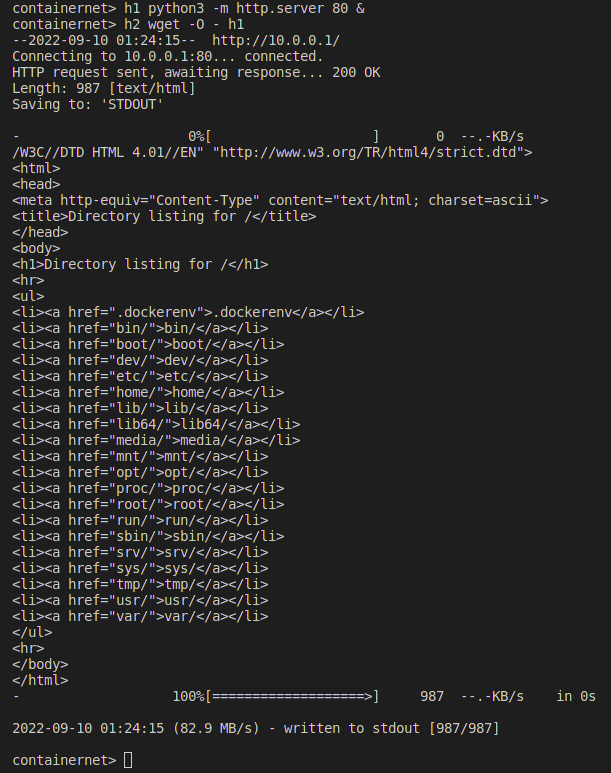 containernet> h1 python3 -m http.server 80 &
containernet> h2 wget -O - h1
--2022-09-10 01:24:15--  http://10.0.0.1/
Connecting to 10.0.0.1:80... connected.
HTTP request sent, awaiting response... 200 OK
Length: 987 [text/html]
Saving to: 'STDOUT'
-                     0%[                    ]       0  --.-KB/s
/W3C//DTD HTML 4.01//EN" "http://www.w3.org/TR/html4/strict.dtd">
<html>
<head>
<meta http-equiv="Content-Type" content="text/html; charset=ascii">
<title>Directory listing for /</title>
</head>
<body>
<h1>Directory listing for /</h1>
<hr>
<ul>
<li><a href=".dockerenv">.dockerenv</a></li>
<li><a href="bin/">bin/</a></li>
<li><a href="boot/">boot/</a></li>
<li><a href="dev/">dev/</a></li>
<li><a href="etc/">etc/</a></li>
<li><a href="home/">home/</a></li>
<li><a href="lib/">lib/</a></li>
<li><a href="lib64/">lib64/</a></li>
<li><a href="media/">media/</a></li>
<li><a href="mnt/">mnt/</a></li>
<li><a href="opt/">opt/</a></li>
<li><a href="proc/">proc/</a></li>
<li><a href="root/">root/</a></li>
<li><a href="run/">run/</a></li>
<li><a href="sbin/">sbin/</a></li>
<li><a href="srv/">srv/</a></li>
<li><a href="sys/">sys/</a></li>
<li><a href="tmp/">tmp/</a></li>
<li><a href="usr/">usr/</a></li>
<li><a href="var/">var/</a></li>
</ul>
<hr>
</body>
</html>
-                   100%[===================>]     987  --.-KB/s    in 0s
2022-09-10 01:24:15 (82.9 MB/s) - written to stdout [987/987]
containernet>